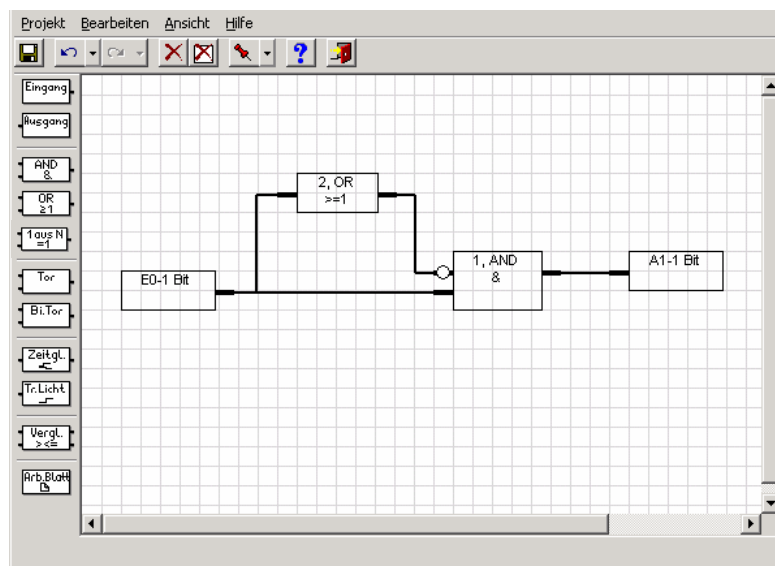 Projekt Bearbeiten Ansicht Hilfe
Eingang
Ausgang
AND
&
OR
≥1
1ausN
=1
Tor
Bi.Tor
Zeitgl.
Tr.Licht
Vergl.
><=
Arb.Blatt
2, OR
>=1
E0-1 Bit
1, AND
&
A1-1 Bit